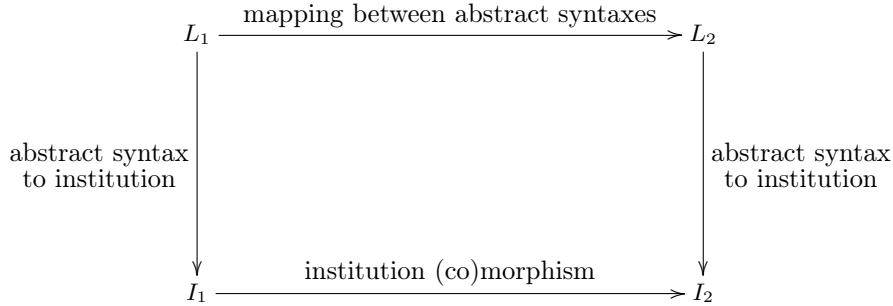 mapping between abstract syntaxes
L₁ L₂
abstract syntax abstract syntax
to institution to institution
institution (co)morphism
I₁ I₂